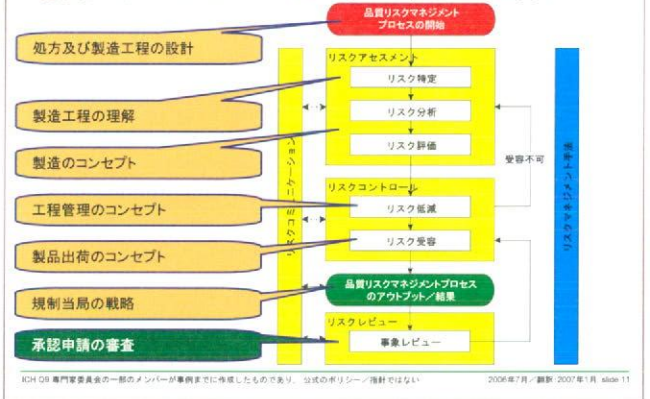 品質リスクマネジメント
プロセスの開始
処方及び製造工程の設計
リスクアセスメント
リスク特定
製造工程の理解
リスク分析
製造のコンセプト
リスク評価
受容不可
リスクコミュニケーション
リスクマネジメント手法
リスクコントロール
工程管理のコンセプト
リスク低減
製品出荷のコンセプト
リスク受容
品質リスクマネジメントプロセス
のアウトプット/結果
規制当局の戦略
リスクレビュー
承認申請の審査
事象レビュー
ICH Q9 専門家委員会の一部のメンバーが事例までに作成したものであり、公式のポリシー/指針ではない
2006年7月/翻訳:2007年1月 slide 11